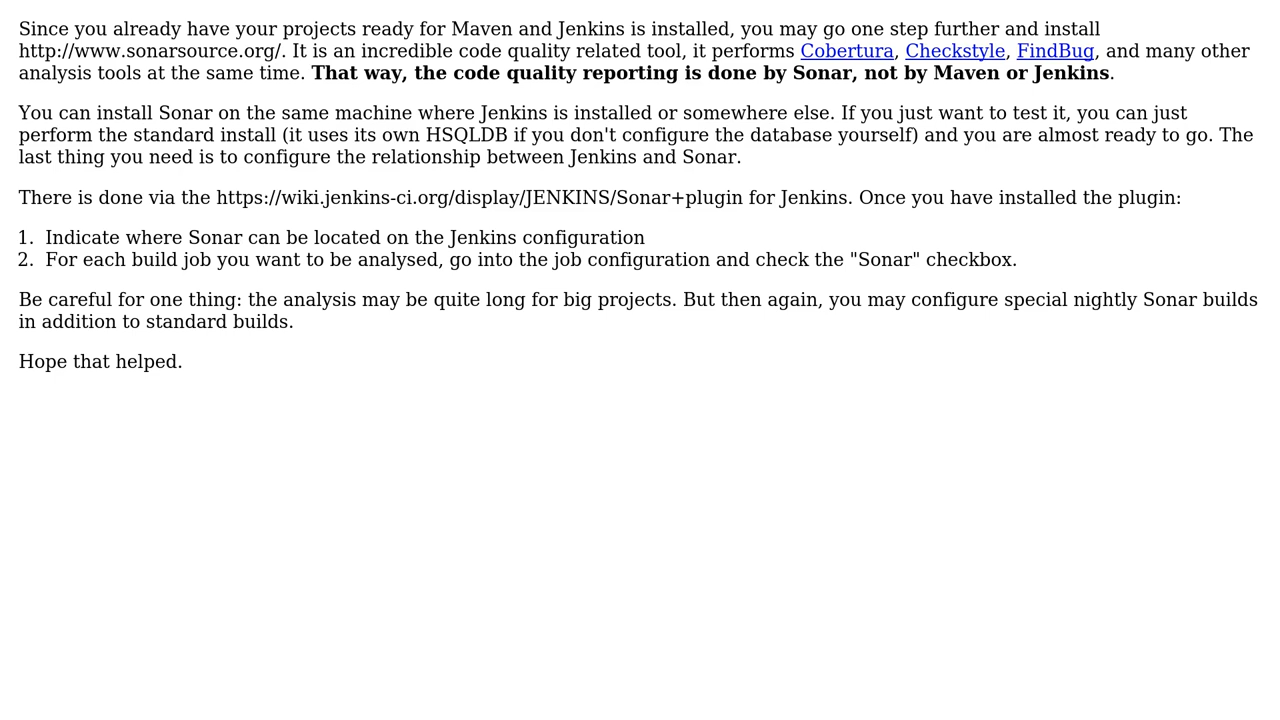 Since you already have your projects ready for Maven and Jenkins is installed, you may go one step further and install
http://www.sonarsource.org/. It is an incredible code quality related tool, it performs Cobertura, Checkstyle, FindBug, and many other
analysis tools at the same time. That way, the code quality reporting is done by Sonar, not by Maven or Jenkins.
You can install Sonar on the same machine where Jenkins is installed or somewhere else. If you just want to test it, you can just
perform the standard install (it uses its own HSQLDB if you don't configure the database yourself) and you are almost ready to go. The
last thing you need is to configure the relationship between Jenkins and Sonar.
There is done via the https://wiki.jenkins-ci.org/display/JENKINS/Sonar+plugin for Jenkins. Once you have installed the plugin:
1. Indicate where Sonar can be located on the Jenkins configuration
2. For each build job you want to be analysed, go into the job configuration and check the "Sonar" checkbox.
Be careful for one thing: the analysis may be quite long for big projects. But then again, you may configure special nightly Sonar builds
in addition to standard builds.
Hope that helped.